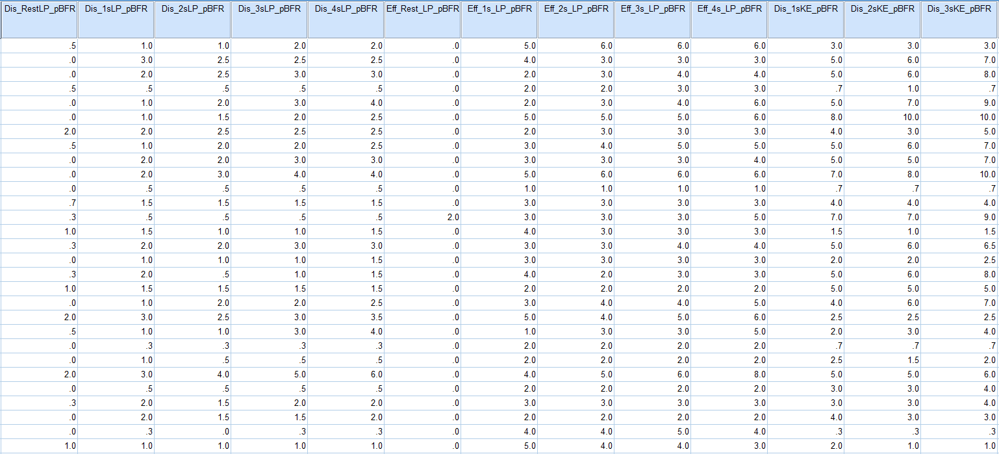 Dis_RestLP_pBFR Dis_1sLP_pBFR Dis_2sLP_pBFR Dis_3sLP_pBFR Dis_4sLP_pBFR Eff_Rest_LP_pBFR Eff_1s_LP_pBFR Eff_2s_LP_pBFR Eff_3s_LP_pBFR Eff_4s_LP_pBFR Dis_1sKE_pBFR Dis_2sKE_pBFR Dis_3sKE_pBFR
.5 1.0 1.0 2.0 2.0 .0 5.0 6.0 6.0 6.0 3.0 3.0 3.0
.0 3.0 2.5 2.5 2.5 .0 4.0 3.0 3.0 3.0 5.0 6.0 7.0
.0 2.0 2.5 3.0 3.0 .0 2.0 3.0 4.0 4.0 5.0 6.0 8.0
.5 .5 .5 .5 .5 .0 2.0 2.0 3.0 3.0 .7 1.0 .7
.0 1.0 2.0 3.0 4.0 .0 2.0 3.0 4.0 6.0 5.0 7.0 9.0
.0 1.0 1.5 2.0 2.5 .0 5.0 5.0 5.0 6.0 8.0 10.0 10.0
2.0 2.0 2.5 2.5 2.5 .0 2.0 3.0 3.0 3.0 4.0 3.0 5.0
.5 1.0 2.0 2.0 2.5 .0 3.0 4.0 5.0 5.0 5.0 6.0 7.0
.0 2.0 2.0 3.0 3.0 .0 3.0 3.0 3.0 4.0 5.0 5.0 7.0
.0 2.0 3.0 4.0 4.0 .0 5.0 6.0 6.0 6.0 7.0 8.0 10.0
.0 .5 .5 .5 .5 .0 1.0 1.0 1.0 1.0 .7 .7 .7
.7 1.5 1.5 1.5 1.5 .0 3.0 3.0 3.0 3.0 4.0 4.0 4.0
.3 .5 .5 .5 .5 2.0 3.0 3.0 3.0 5.0 7.0 7.0 9.0
1.0 1.5 1.0 1.0 1.5 .0 4.0 3.0 3.0 3.0 1.5 1.0 1.5
.3 2.0 2.0 3.0 3.0 .0 3.0 3.0 4.0 4.0 5.0 6.0 6.5
.0 1.0 1.0 1.0 1.5 .0 3.0 3.0 3.0 3.0 2.0 2.0 2.5
.3 2.0 .5 1.0 1.5 .0 4.0 2.0 3.0 3.0 5.0 6.0 8.0
1.0 1.5 1.5 1.5 1.5 .0 2.0 2.0 2.0 2.0 5.0 5.0 5.0
.0 1.0 2.0 2.0 2.5 .0 3.0 4.0 4.0 5.0 4.0 6.0 7.0
2.0 3.0 2.5 3.0 3.5 .0 5.0 4.0 5.0 6.0 2.5 2.5 2.5
.5 1.0 1.0 3.0 4.0 .0 1.0 3.0 3.0 5.0 2.0 3.0 4.0
.0 .3 .3 .3 .3 .0 2.0 2.0 2.0 2.0 .7 .7 .7
.0 1.0 .5 .5 .5 .0 2.0 2.0 2.0 2.0 2.5 1.5 2.0
2.0 3.0 4.0 5.0 6.0 .0 4.0 5.0 6.0 8.0 5.0 5.0 6.0
.0 .5 .5 .5 .5 .0 2.0 2.0 2.0 2.0 3.0 3.0 4.0
.3 2.0 1.5 2.0 2.0 .0 3.0 3.0 3.0 3.0 3.0 3.0 4.0
.0 2.0 1.5 1.5 2.0 .0 2.0 2.0 2.0 2.0 4.0 3.0 3.0
.0 .3 .0 .3 .3 .0 4.0 4.0 5.0 4.0 .3 .3 .3
1.0 1.0 1.0 1.0 1.0 .0 5.0 4.0 4.0 3.0 2.0 1.0 1.0